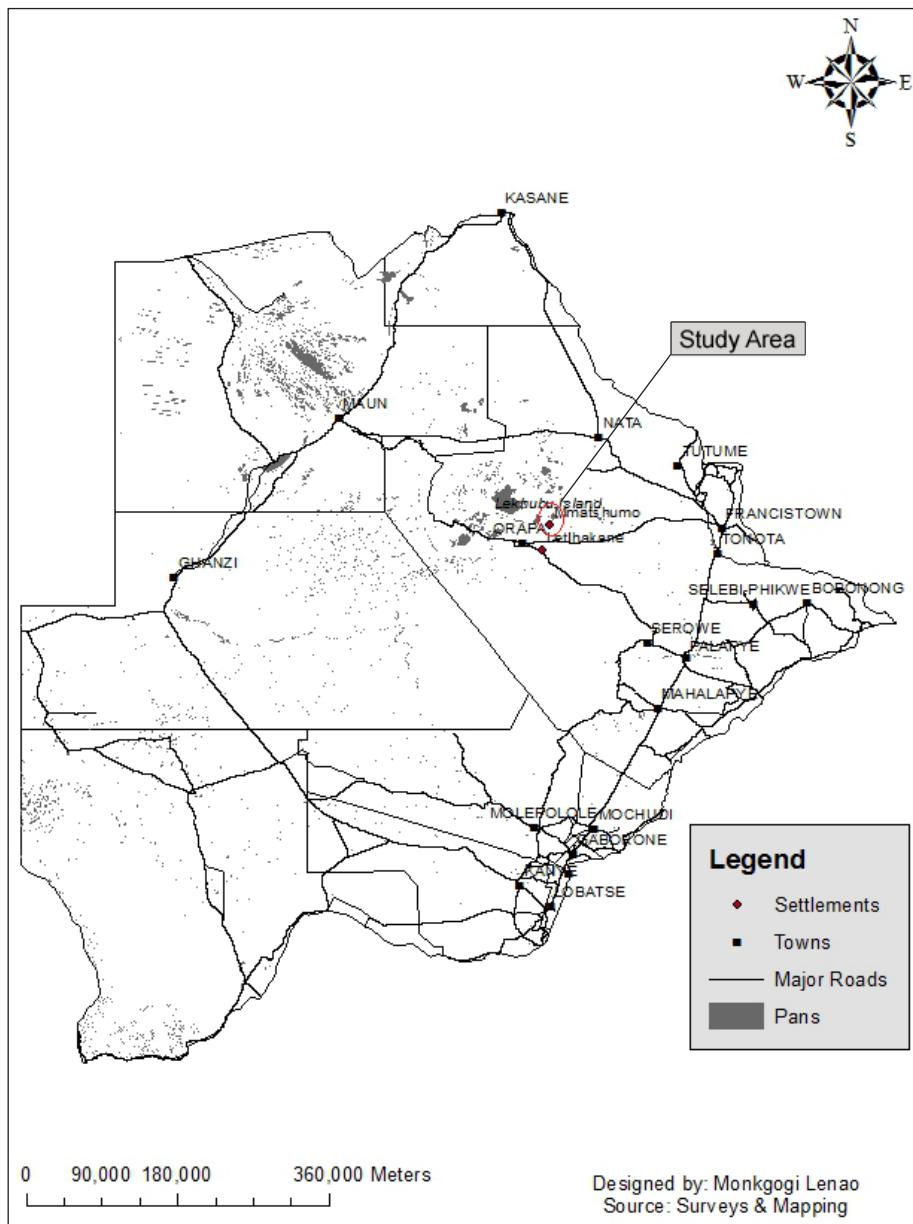 N
W E
S
KASANE
Study Area
MAUN
NATA
TUTUME
Lekhubu Island
Mmatshumo
ORAPA
Letlhakane
FRANCISTOWN
TONOTA
GHANZI
SELEBI-PHIKWE
BOBONONG
SEROWE
PALAPYE
MAHALAPYE
MOLEPOLOLE
MOCHUDI
GABORONE
KANYE
LOBATSE
Legend
Settlements
Towns
Major Roads
Pans
0 90,000 180,000 360,000 Meters
Designed by: Monkgogi Lenao
Source: Surveys & Mapping